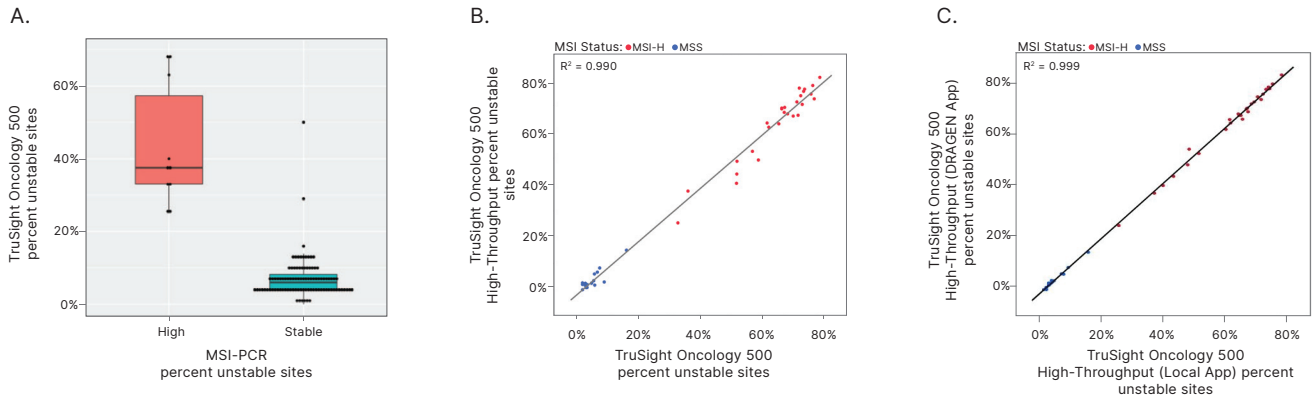 A.
TruSight Oncology 500
percent unstable sites
60%
40%
20%
0%
High
Stable
MSI-PCR
percent unstable sites
B.
MSI Status: MSI-H MSS
R² = 0.990
TruSight Oncology 500
High-Throughput percent unstable
sites
80%
60%
40%
20%
0%
0%
20%
40%
60%
80%
TruSight Oncology 500
percent unstable sites
C.
MSI Status: MSI-H MSS
R² = 0.999
TruSight Oncology 500
High-Throughput (DRAGEN App)
percent unstable sites
80%
60%
40%
20%
0%
0%
20%
40%
60%
80%
TruSight Oncology 500
High-Throughput (Local App) percent
unstable sites